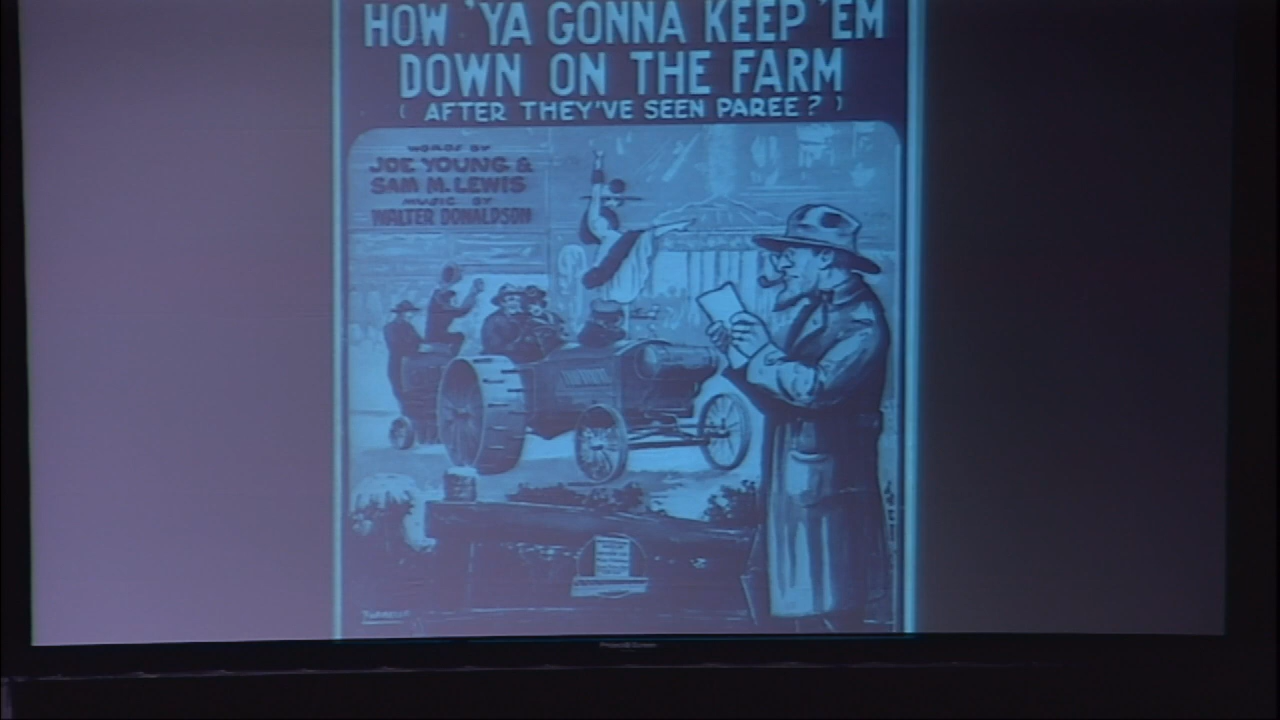 HOW 'YA GONNA KEEP 'EM
DOWN ON THE FARM
(AFTER THEY'VE SEEN PAREE?)
WORDS BY
JOE YOUNG &
SAM M. LEWIS
MUSIC BY
WALTER DONALDSON